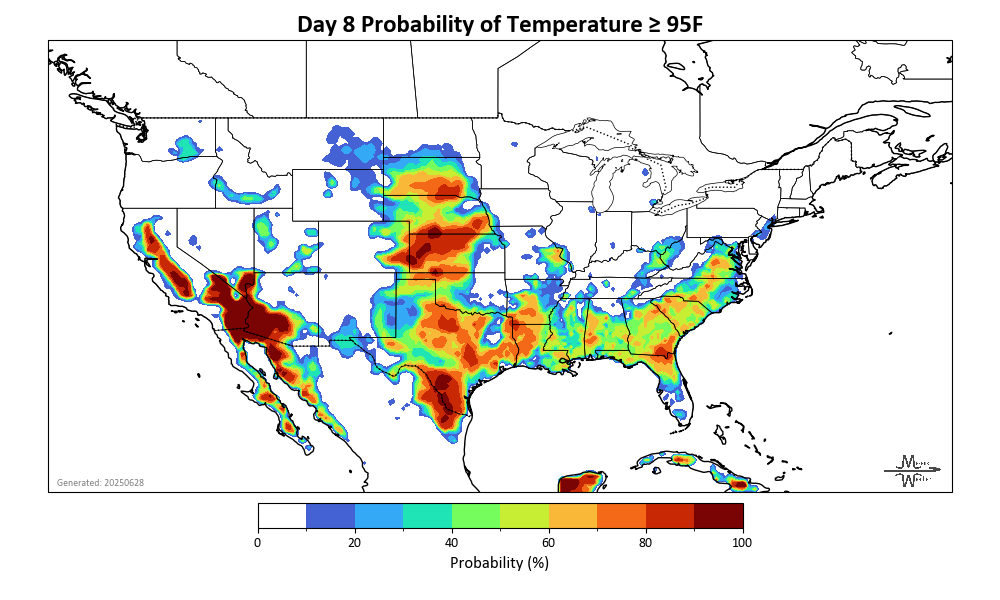 Day 8 Probability of Temperature ≥ 95F
Generated: 20250628
0 20 40 60 80 100
Probability (%)